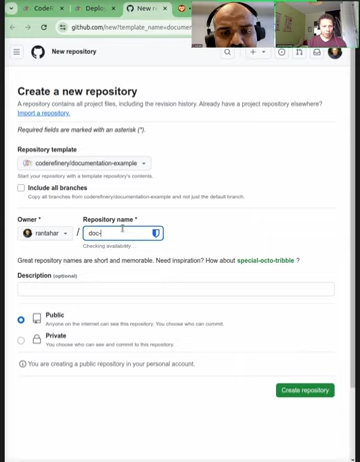 CodeR
Deploy
New rep
github.com/new?template_name=documen
New repository
Create a new repository
A repository contains all project files, including the revision history. Already have a project repository elsewhere?
Import a repository.
Required fields are marked with an asterisk (*).
Repository template
coderefinery/documentation-example
Start your repository with a template repository's contents.
Include all branches
Copy all branches from coderefinery/documentation-example and not just the default branch.
Owner *
Repository name *
rantahar
/
doc-
Checking availability ...
Great repository names are short and memorable. Need inspiration? How about special-octo-tribble ?
Description (optional)
Public
Anyone on the internet can see this repository. You choose who can commit.
Private
You choose who can see and commit to this repository.
You are creating a public repository in your personal account.
Create repository